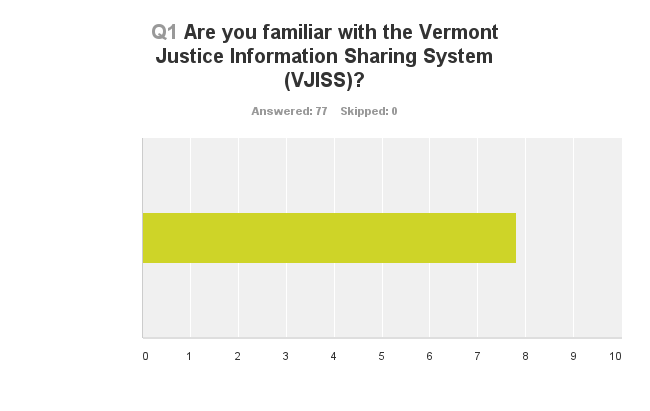 Q1 Are you familiar with the Vermont
Justice Information Sharing System
(VJISS)?
Answered: 77 Skipped: 0
0 1 2 3 4 5 6 7 8 9 10